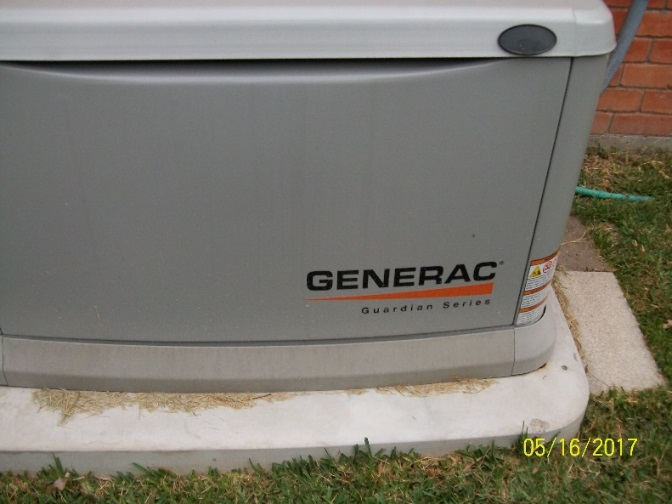 GENERAC®
Guardian Series
05/16/2017